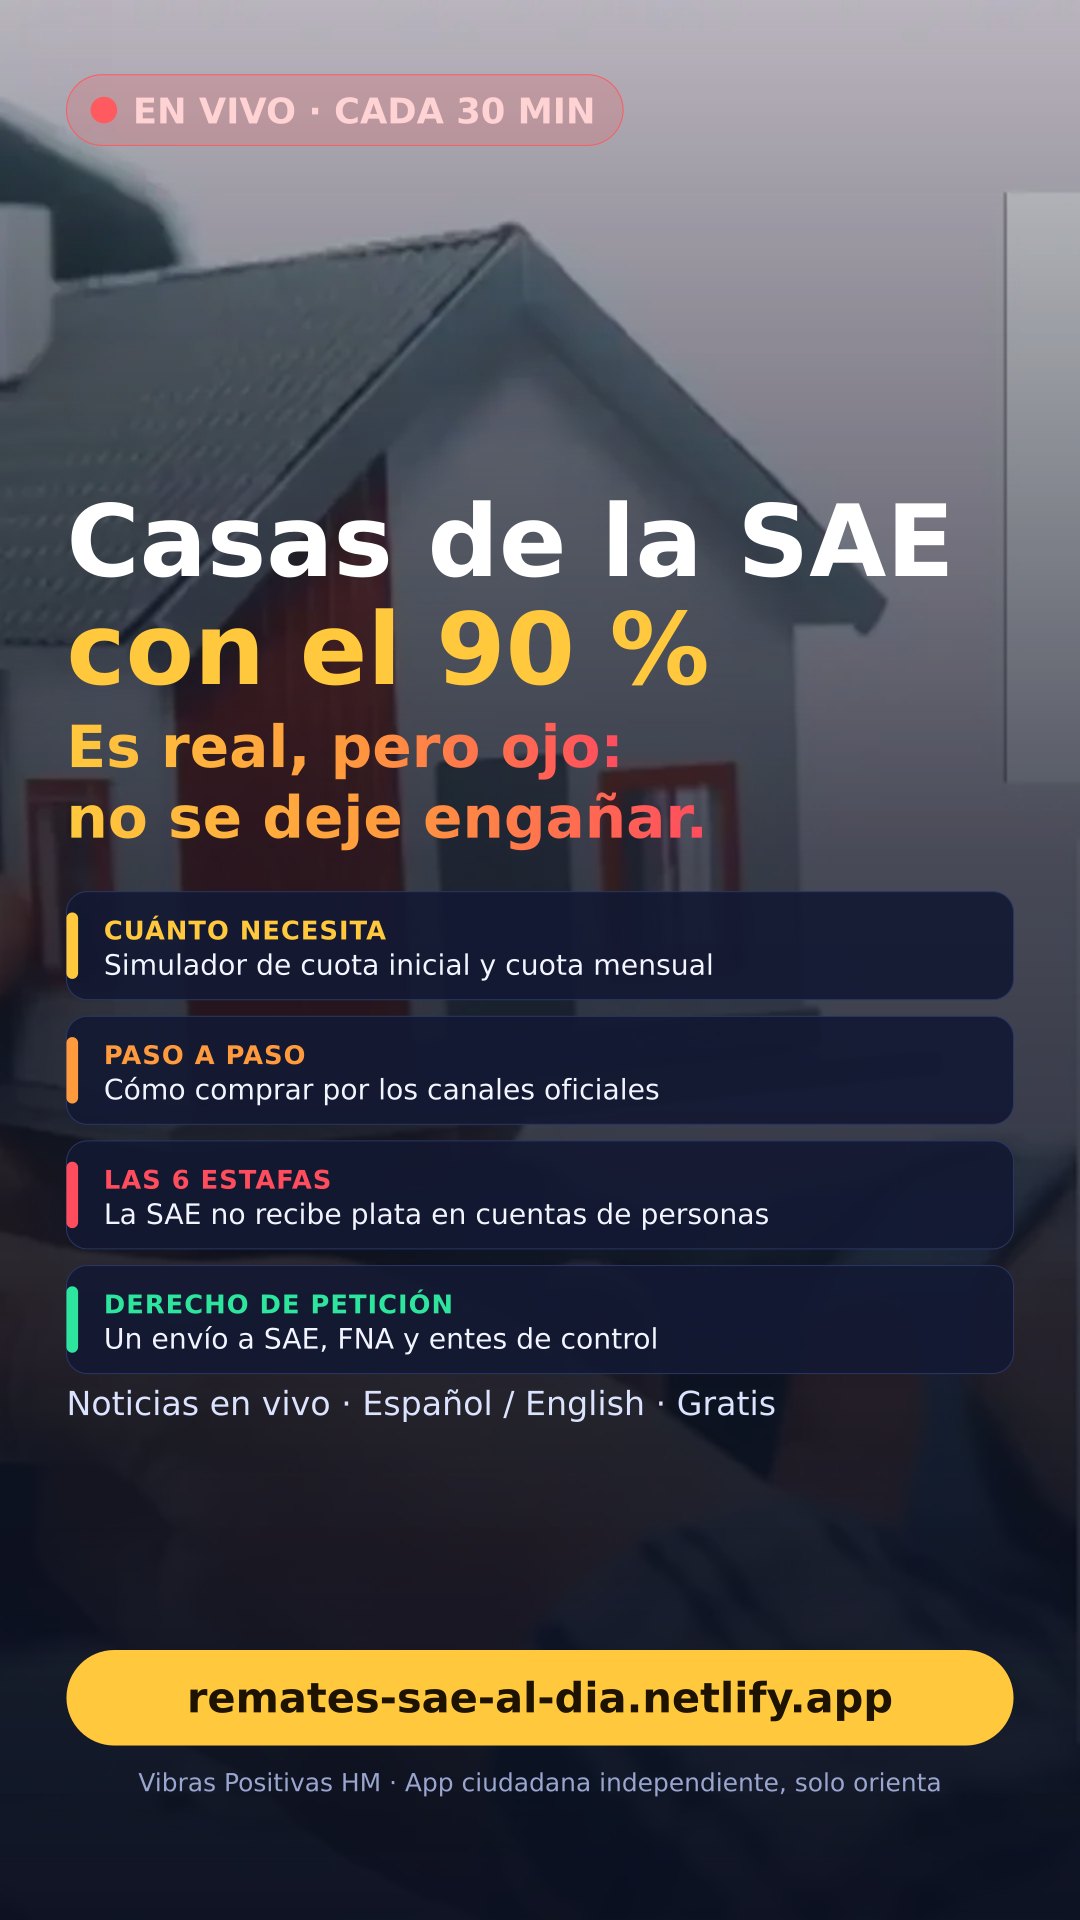 EN VIVO · CADA 30 MIN
Casas de la SAE
con el 90 %
Es real, pero ojo:
no se deje engañar.
CUÁNTO NECESITA
Simulador de cuota inicial y cuota mensual
PASO A PASO
Cómo comprar por los canales oficiales
LAS 6 ESTAFAS
La SAE no recibe plata en cuentas de personas
DERECHO DE PETICIÓN
Un envío a SAE, FNA y entes de control
Noticias en vivo · Español / English · Gratis
remates-sae-al-dia.netlify.app
Vibras Positivas HM · App ciudadana independiente, solo orienta